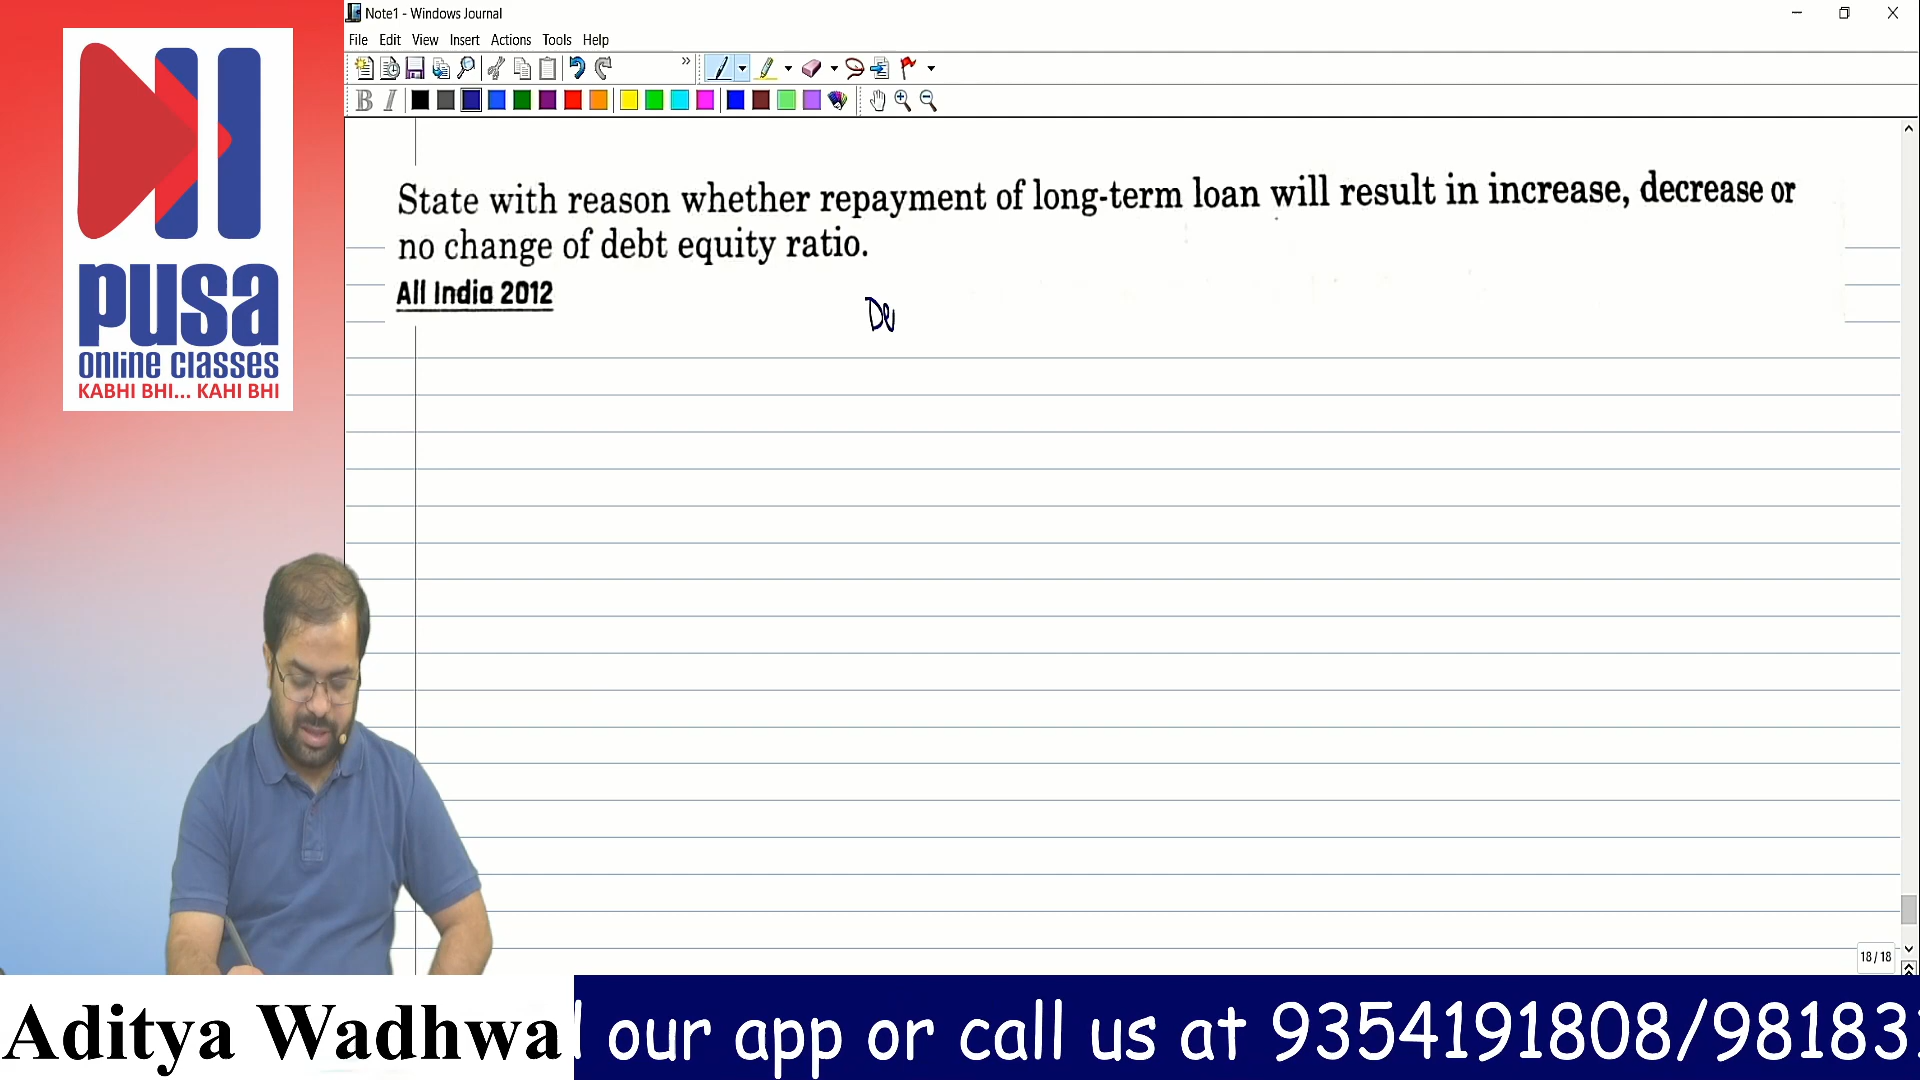 Note1 - Windows Journal
File Edit View Insert Actions Tools Help
B I
State with reason whether repayment of long-term loan will result in increase, decrease or
no change of debt equity ratio.
All India 2012
De
pusa
online classes
KABHI BHI... KAHI BHI
18 / 18
Aditya Wadhwa
our app or call us at 9354191808/981831